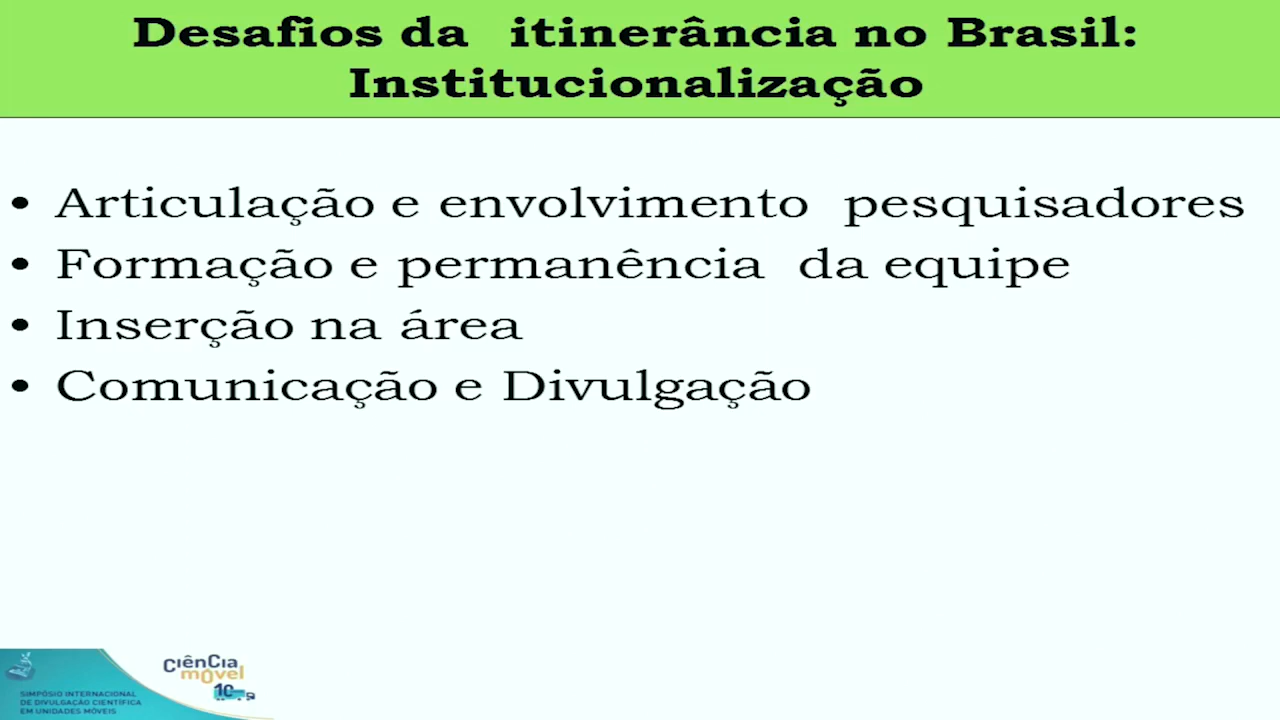 Desafios da itinerância no Brasil:
Institucionalização
• Articulação e envolvimento pesquisadores
• Formação e permanência da equipe
• Inserção na área
• Comunicação e Divulgação
SIMPÓSIO INTERNACIONAL
DE DIVULGAÇÃO CIENTÍFICA
EM UNIDADES MÓVEIS
CIÊNCIA
móvel
10